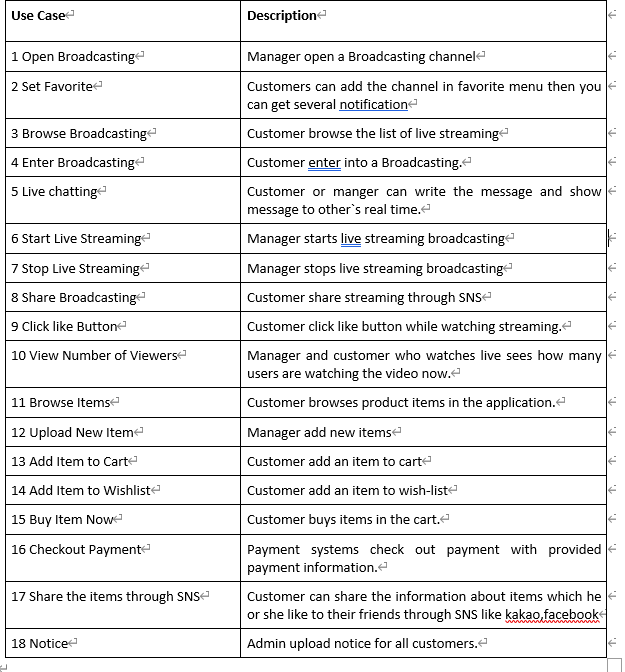 Use Case
Description
1 Open Broadcasting
Manager open a Broadcasting channel
2 Set Favorite
Customers can add the channel in favorite menu then you
can get several notification
3 Browse Broadcasting
Customer browse the list of live streaming
4 Enter Broadcasting
Customer enter into a Broadcasting.
5 Live chatting
Customer or manger can write the message and show
message to other`s real time.
6 Start Live Streaming
Manager starts live streaming broadcasting
7 Stop Live Streaming
Manager stops live streaming broadcasting
8 Share Broadcasting
Customer share streaming through SNS
9 Click like Button
Customer click like button while watching streaming.
10 View Number of Viewers
Manager and customer who watches live sees how many
users are watching the video now.
11 Browse Items
Customer browses product items in the application.
12 Upload New Item
Manager add new items
13 Add Item to Cart
Customer add an item to cart
14 Add Item to Wishlist
Customer add an item to wish-list
15 Buy Item Now
Customer buys items in the cart.
16 Checkout Payment
Payment systems check out payment with provided
payment information.
17 Share the items through SNS
Customer can share the information about items which he
or she like to their friends through SNS like kakao,facebook
18 Notice
Admin upload notice for all customers.